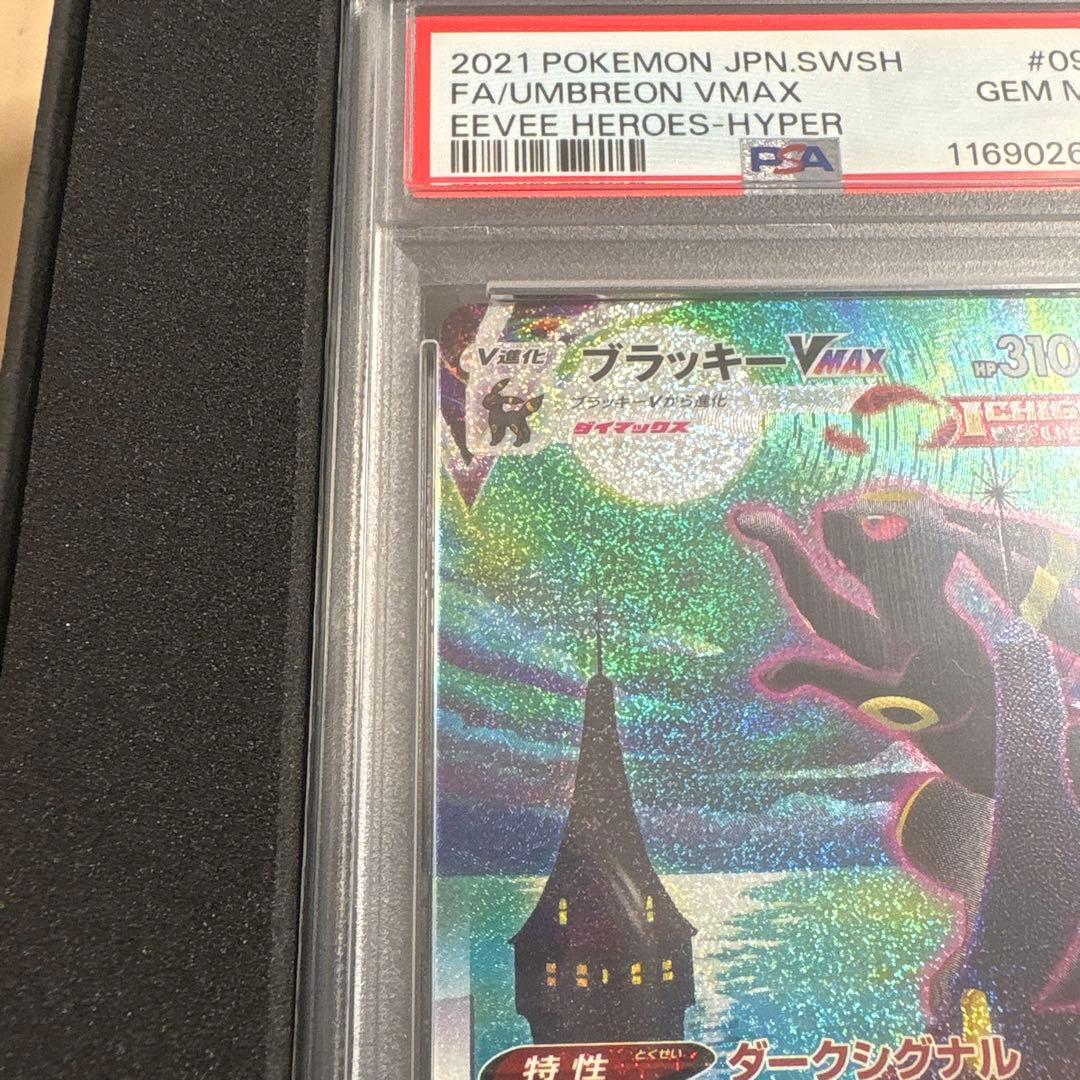 2021 POKEMON JPN.SWSH #09
FA/UMBREON VMAX GEM M
EEVEE HEROES-HYPER
PSA 1169026
V進化 ブラッキーVMAX HP310
ブラッキーVから進化
ダイマックス ICHIG
特性 とくせい ダークシグナル